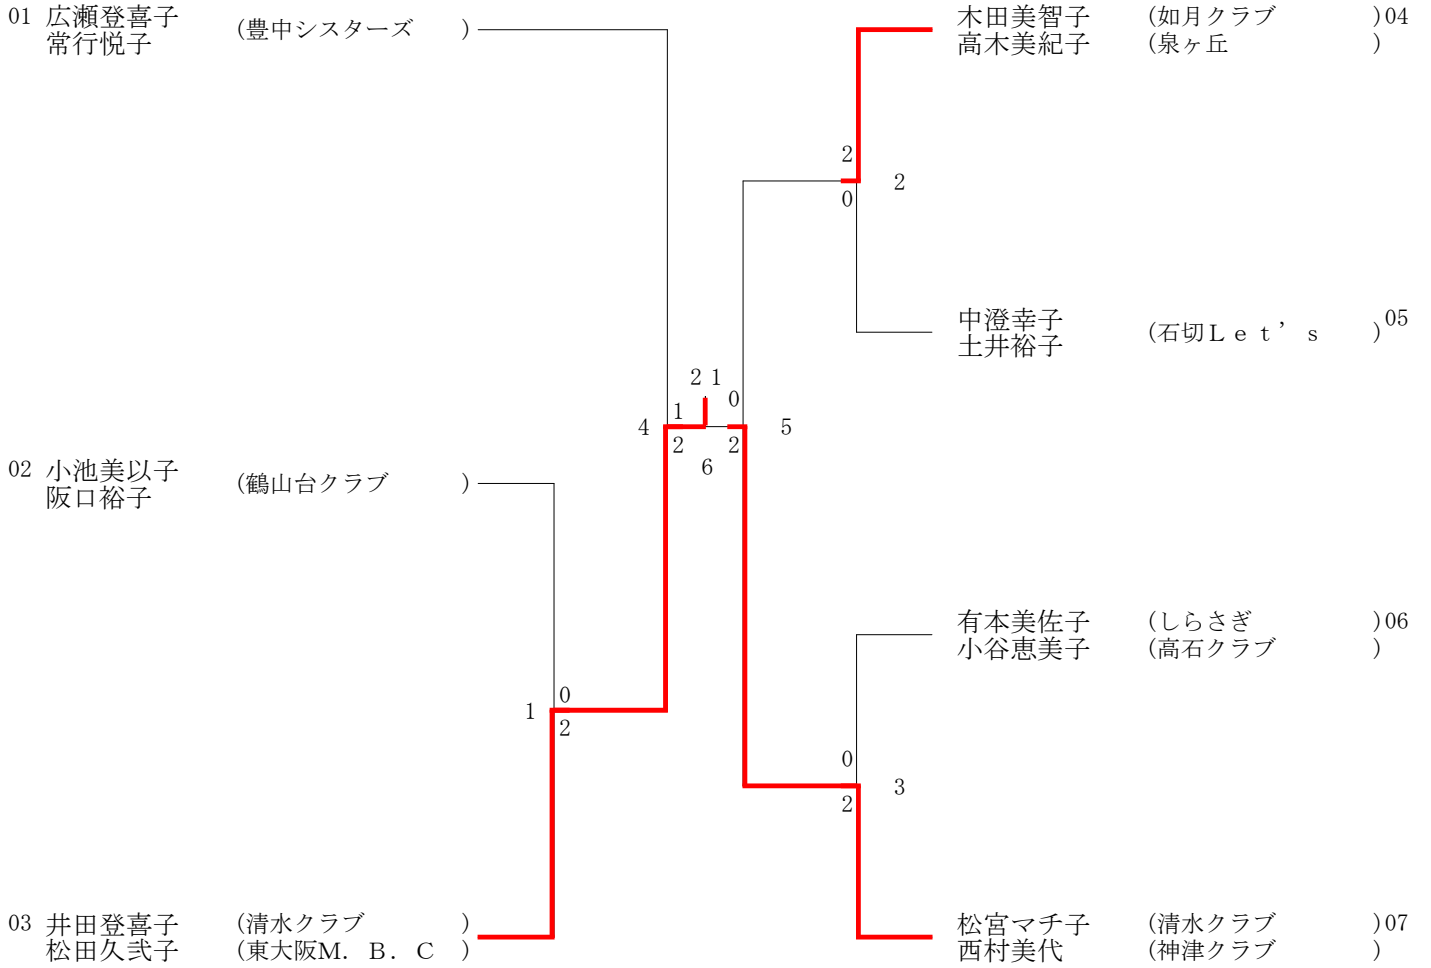 01 広瀬登喜子 (豊中シスターズ )
常行悦子
木田美智子 (如月クラブ )04
高木美紀子 (泉ヶ丘 )
2
0 2
中澄幸子 (石切Ｌｅｔ’ｓ )05
土井裕子
2 1
4 1 0 5
2 2
6
02 小池美以子 (鶴山台クラブ )
阪口裕子
有本美佐子 (しらさぎ )06
小谷恵美子 (高石クラブ )
1 0
2
0 3
2
03 井田登喜子 (清水クラブ )
松田久弐子 (東大阪Ｍ．Ｂ．Ｃ )
松宮マチ子 (清水クラブ )07
西村美代 (神津クラブ )